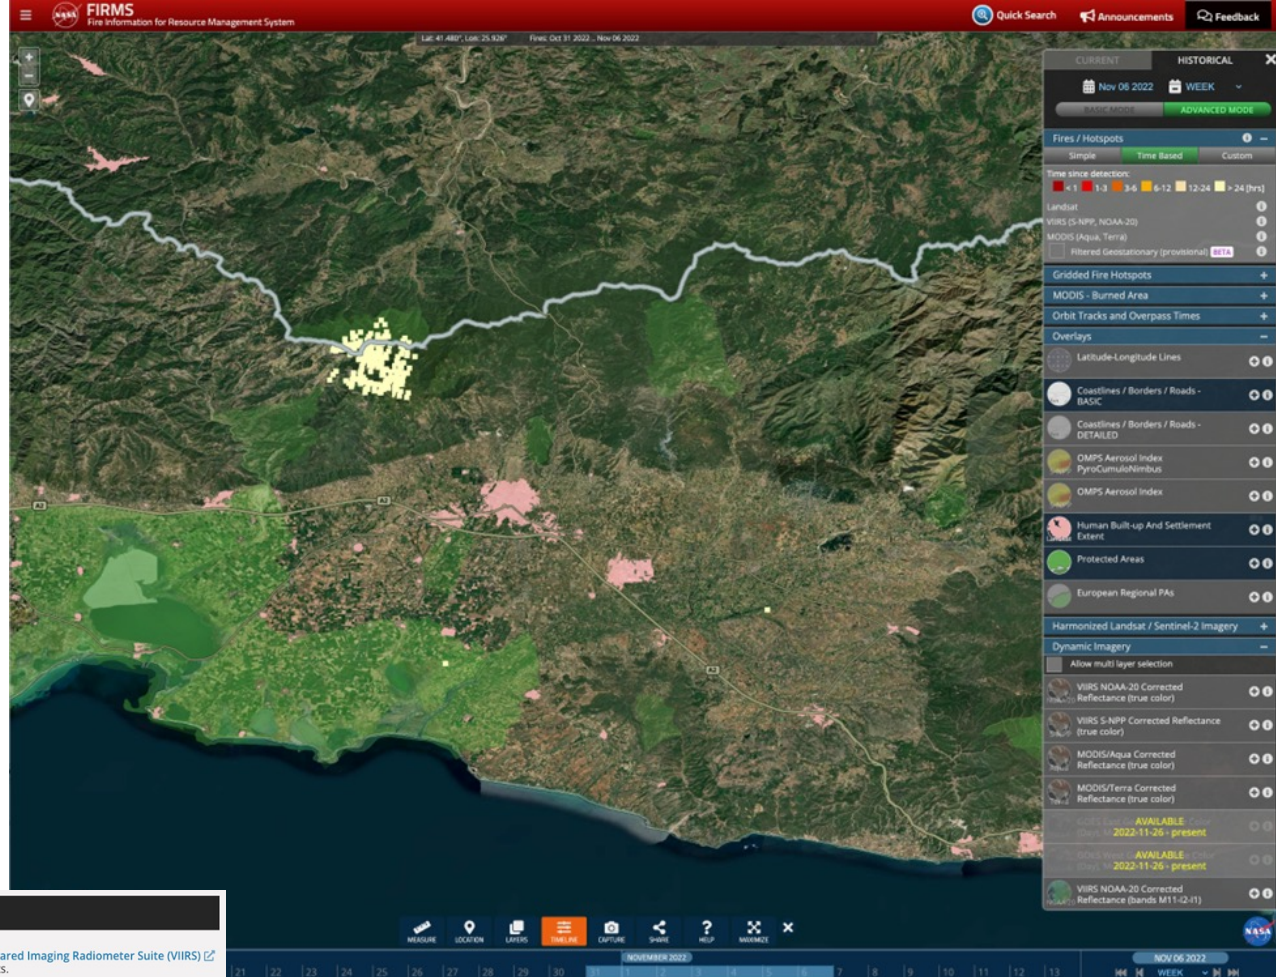 FIRMS
Fire Information for Resource Management System
Quick Search
Announcements
Feedback
Lat: 41.480°, Lon: 25.926° Fires: Oct 31 2022 .. Nov 06 2022
CURRENT HISTORICAL
Nov 06 2022 WEEK
BASIC MODE ADVANCED MODE
Fires / Hotspots
Simple Time Based Custom
Time since detection:
< 1 1-3 3-6 6-12 12-24 > 24 [hrs]
Landsat
VIIRS (S-NPP, NOAA-20)
MODIS (Aqua, Terra)
Filtered Geostationary (provisional) BETA
Gridded Fire Hotspots
MODIS - Burned Area
Orbit Tracks and Overpass Times
Overlays
Latitude-Longitude Lines
Coastlines / Borders / Roads -
BASIC
Coastlines / Borders / Roads -
DETAILED
OMPS Aerosol Index
PyroCumuloNimbus
OMPS Aerosol Index
Human Built-up And Settlement
Extent
Protected Areas
European Regional PAs
Harmonized Landsat / Sentinel-2 Imagery
Dynamic Imagery
Allow multi layer selection
VIIRS NOAA-20 Corrected
Reflectance (true color)
VIIRS S-NPP Corrected Reflectance
(true color)
MODIS/Aqua Corrected
Reflectance (true color)
MODIS/Terra Corrected
Reflectance (true color)
AVAILABLE
2022-11-26 - present
AVAILABLE
2022-11-26 - present
VIIRS NOAA-20 Corrected
Reflectance (bands M11-I2-I1)
A2
A2
A2
MEASURE LOCATION LAYERS TIMELINE CAPTURE SHARE HELP MAXIMIZE
NASA
ared Imaging Radiometer Suite (VIIRS)
ts.
NOVEMBER 2022
21 22 23 24 25 26 27 28 29 30 31 1 2 3 4 5 6 7 8 9 10 11 12 13
NOV 06 2022
WEEK